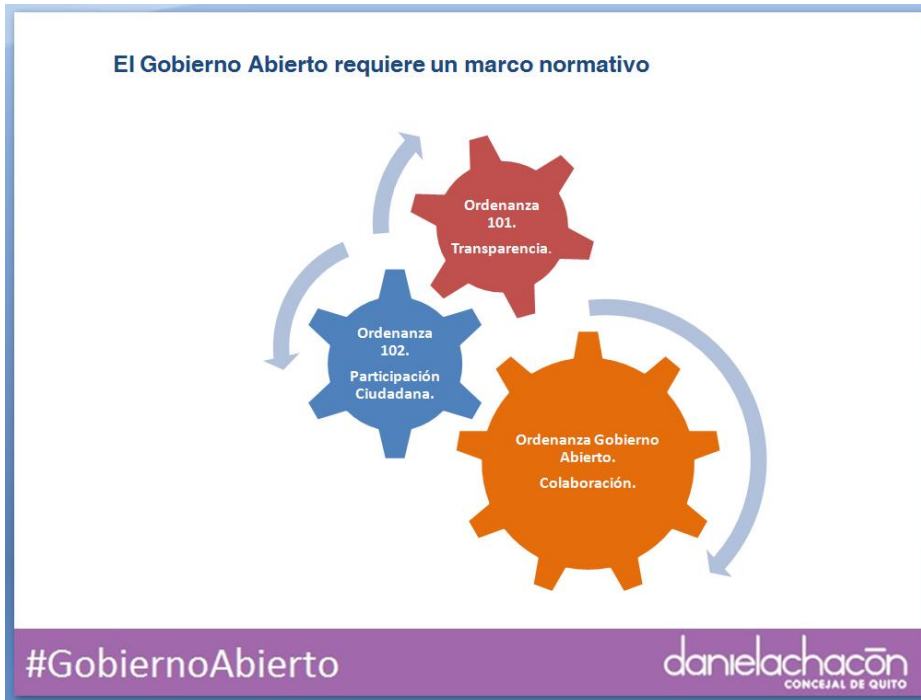 El Gobierno Abierto requiere un marco normativo
Ordenanza
101.
Transparencia.
Ordenanza
102.
Participación
Ciudadana.
Ordenanza Gobierno
Abierto.
Colaboración.
#GobiernoAbierto
danielachacōn
CONCEJAL DE QUITO